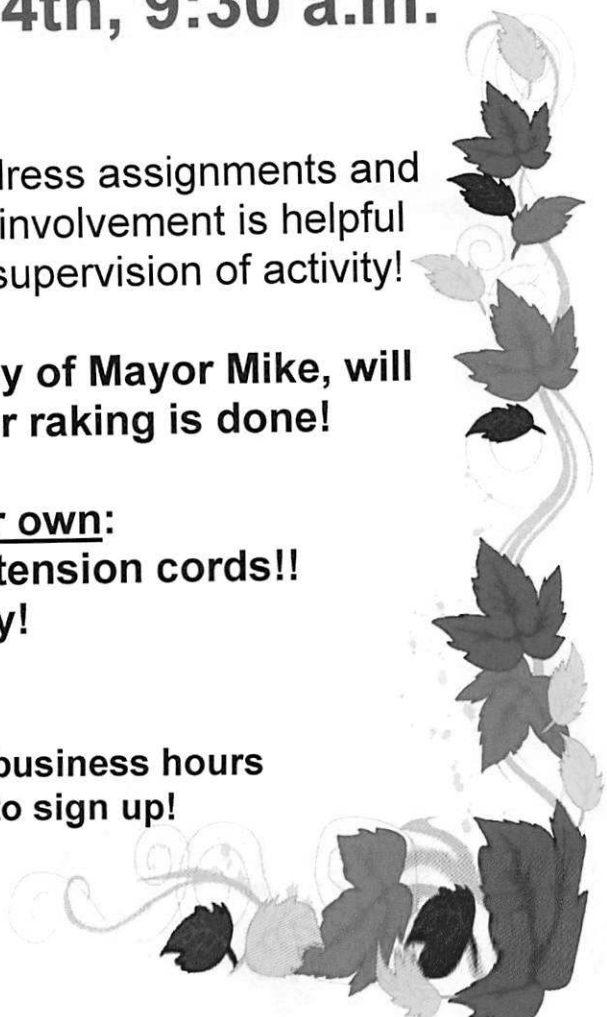 4th, 9:30 a.m.
dress assignments and
involvement is helpful
supervision of activity!
y of Mayor Mike, will
r raking is done!
r own:
tension cords!!
y!
business hours
to sign up!